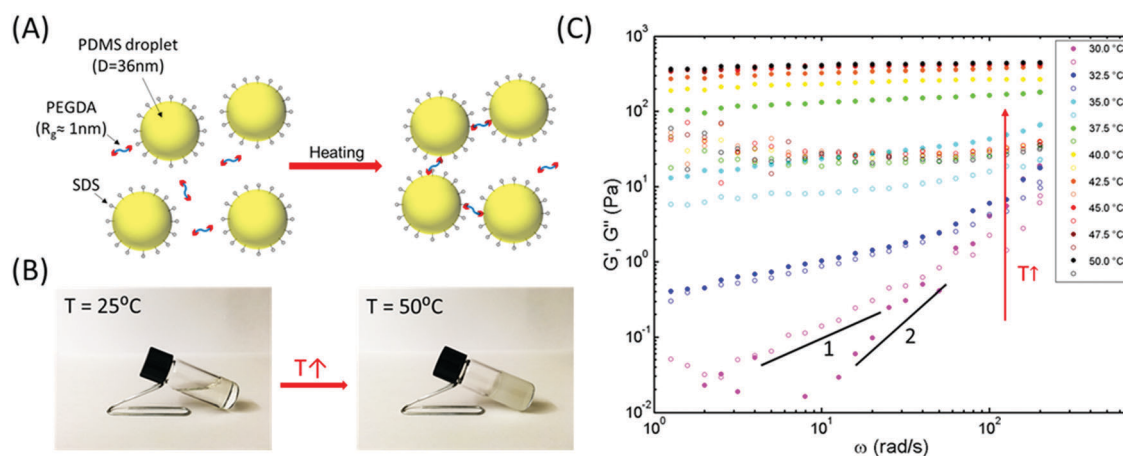 (A)
PDMS droplet
(D=36nm)
PEGDA
(Rg≈ 1nm)
SDS
Heating
(B)
T = 25⁰C
T↑
T = 50⁰C
(C)
G', G'' (Pa)
10³
10²
10¹
10⁰
10⁻¹
10⁻²
10⁰
10¹
10²
ω (rad/s)
1
2
T↑
30.0 °C
32.5 °C
35.0 °C
37.5 °C
40.0 °C
42.5 °C
45.0 °C
47.5 °C
50.0 °C